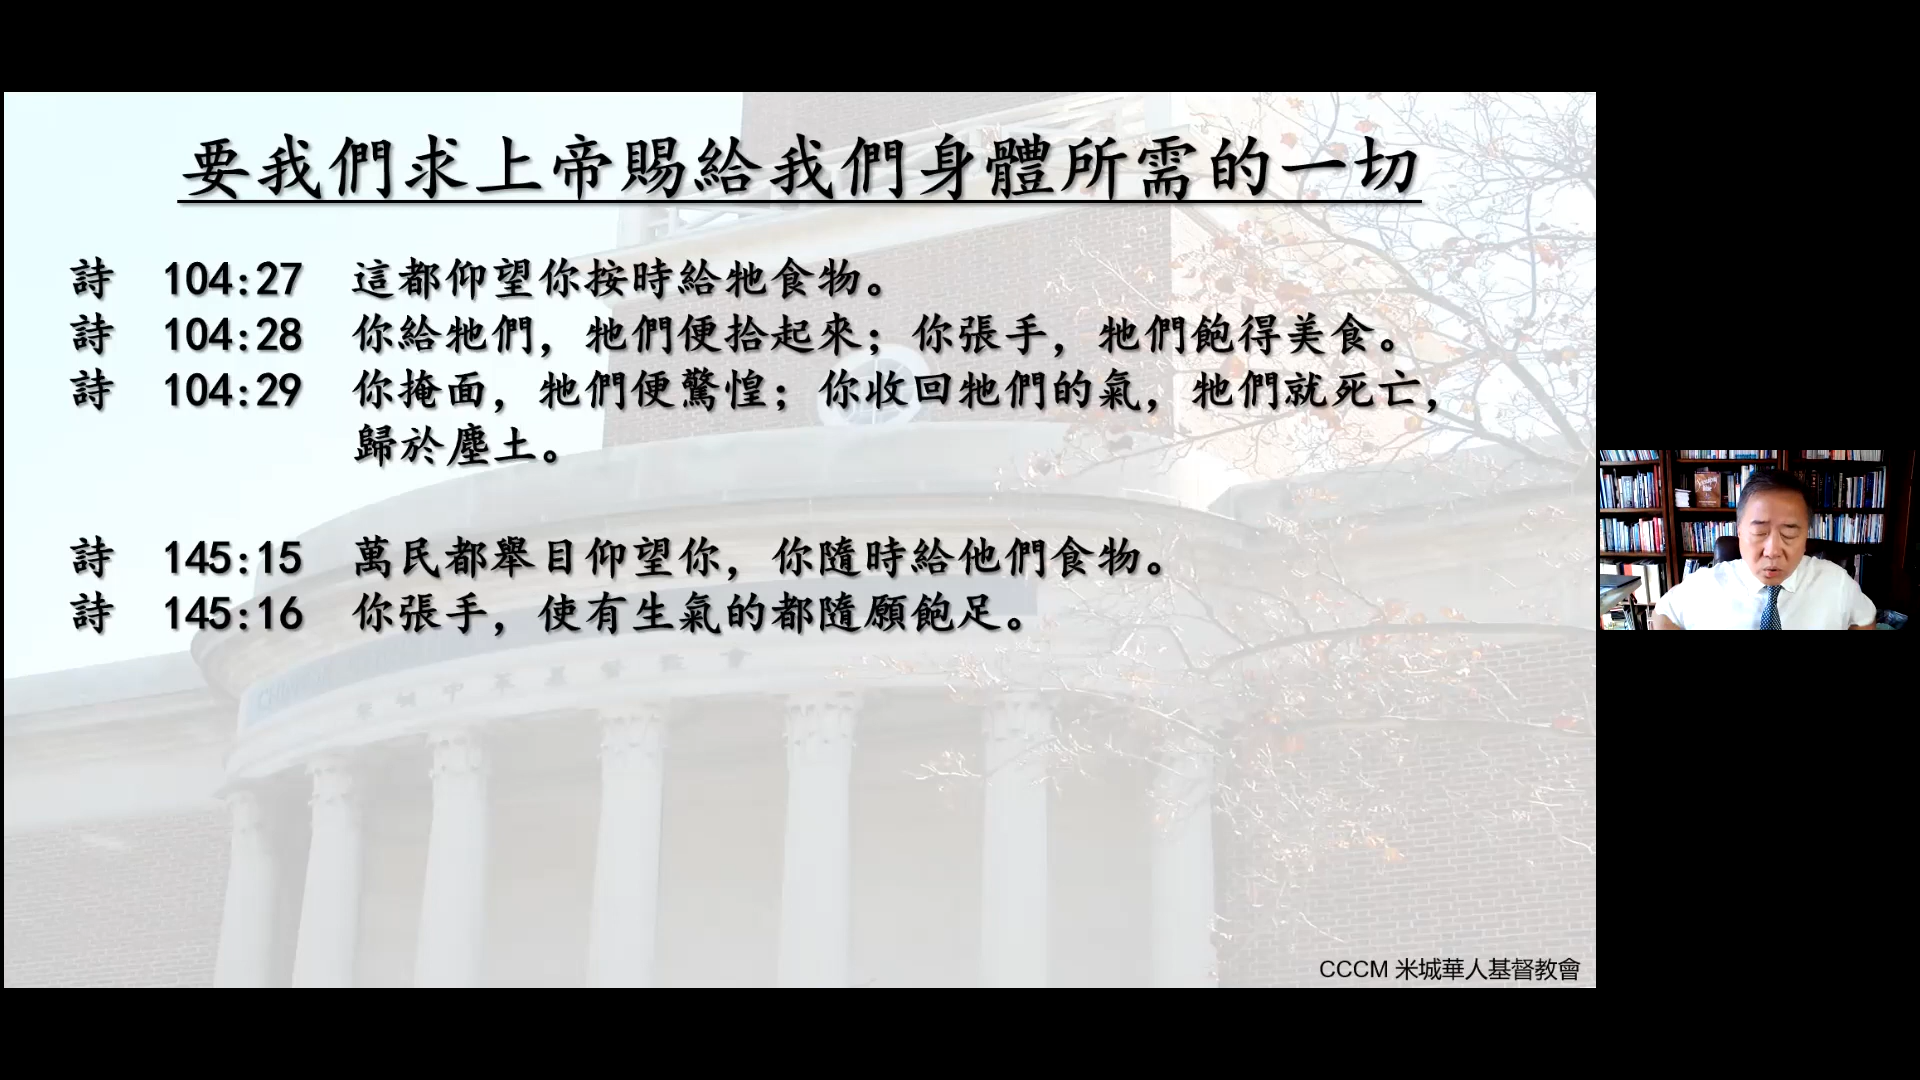 要我們求上帝賜給我們身體所需的一切
詩 104:27 這都仰望你按時給牠食物。
詩 104:28 你給牠們，牠們便拾起來；你張手，牠們飽得美食。
詩 104:29 你掩面，牠們便驚惶；你收回牠們的氣，牠們就死亡，
歸於塵土。
詩 145:15 萬民都舉目仰望你，你隨時給他們食物。
詩 145:16 你張手，使有生氣的都隨願飽足。
CCCM 米城華人基督教會